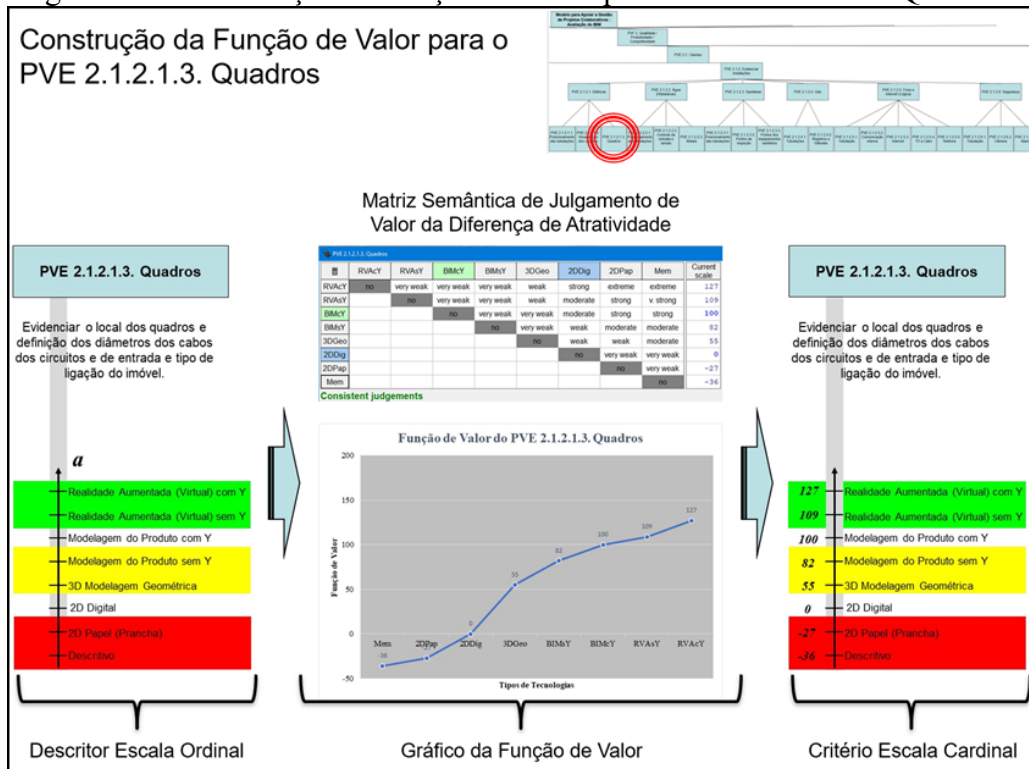 Construção da Função de Valor para o
PVE 2.1.2.1.3. Quadros
Modelo para Apoiar a Gestão
de Projetos Colaborativos :
Avaliação do BIM
Matriz Semântica de Julgamento de
Valor da Diferença de Atratividade
PVE 2.1.2.1.3. Quadros
Evidenciar o local dos quadros e
definição dos diâmetros dos cabos
dos circuitos e de entrada e tipo de
ligação do imóvel.
a
Realidade Aumentada (Virtual) com Y
Realidade Aumentada (Virtual) sem Y
Modelagem do Produto com Y
Modelagem do Produto sem Y
3D Modelagem Geométrica
2D Digital
2D Papel (Prancha)
Descritivo
Descritor Escala Ordinal
PVE 2.1.2.1.3. Quadros
RVAcY RVAsY BIMcY BIMsY 3DGeo 2DDig 2DPap Mem Current scale
RVAcY no very weak very weak very weak weak strong extreme extreme 127
RVAsY no very weak very weak weak moderate strong v. strong 109
BIMcY no very weak very weak moderate strong strong 100
BIMsY no very weak weak moderate moderate 82
3DGeo no weak weak moderate 55
2DDig no very weak very weak 0
2DPap no very weak -27
Mem no -36
Consistent judgements
Função de Valor do PVE 2.1.2.1.3. Quadros
Função de Valor
200
150
100
50
0
-50
-36
-27
0
55
82
100
109
127
Mem 2DPap 2DDig 3DGeo BIMsY BIMcY RVAsY RVAcY
Tipos de Tecnologias
Gráfico da Função de Valor
PVE 2.1.2.1.3. Quadros
Evidenciar o local dos quadros e
definição dos diâmetros dos cabos
dos circuitos e de entrada e tipo de
ligação do imóvel.
127 Realidade Aumentada (Virtual) com Y
109 Realidade Aumentada (Virtual) sem Y
100 Modelagem do Produto com Y
82 Modelagem do Produto sem Y
55 3D Modelagem Geométrica
0 2D Digital
-27 2D Papel (Prancha)
-36 Descritivo
Critério Escala Cardinal